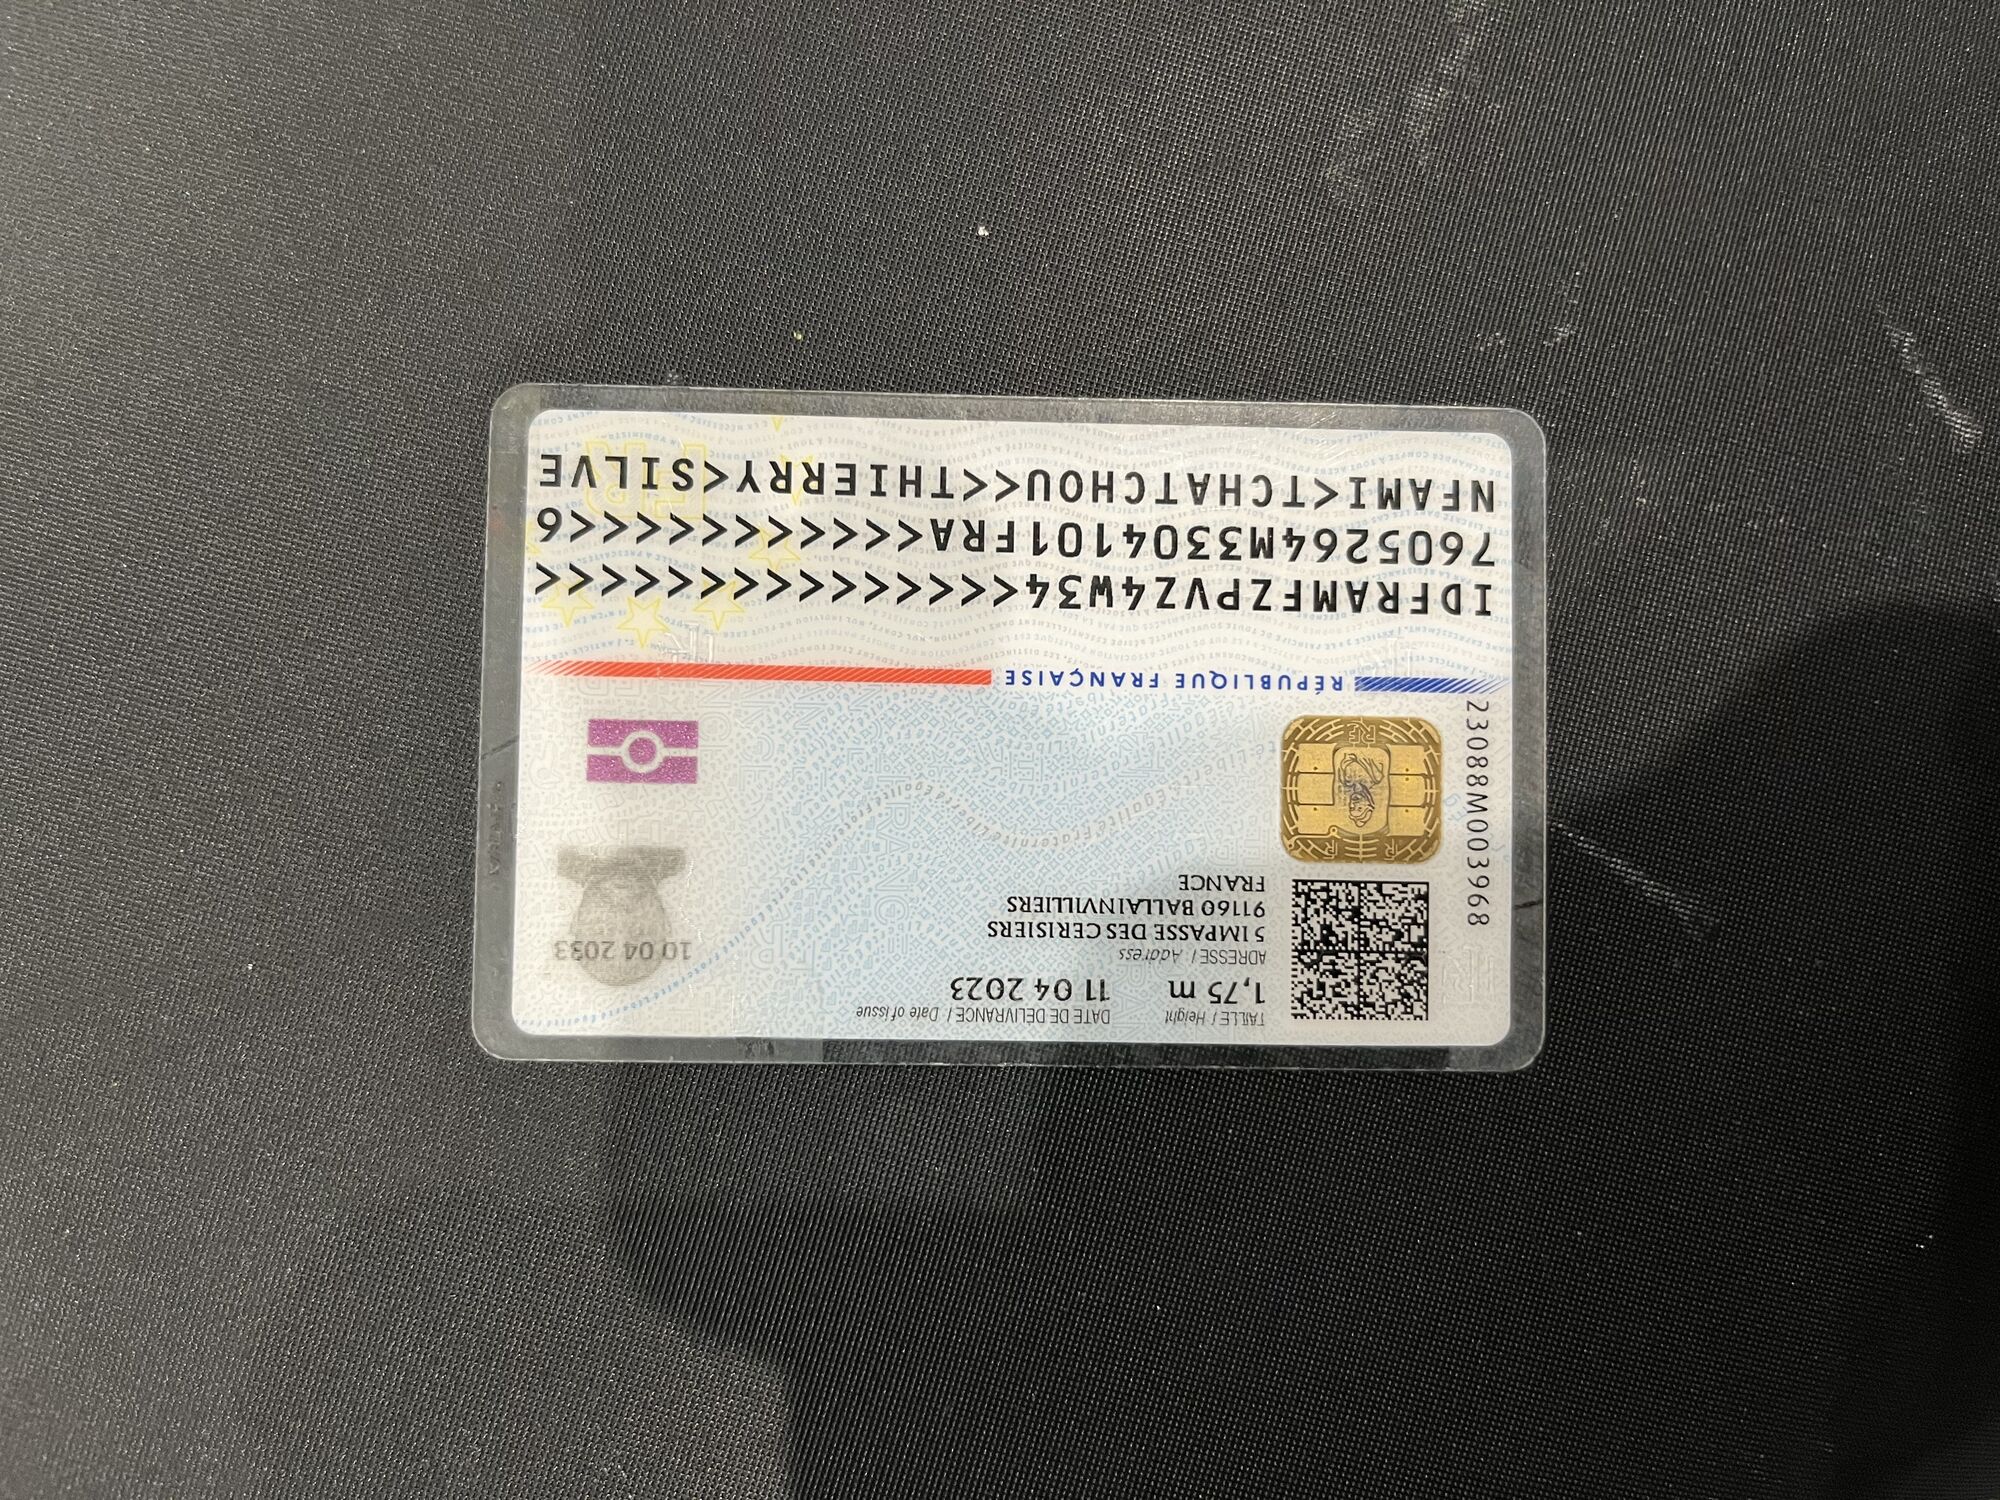 TAILLE / Height
1,75 m
DATE DE DÉLIVRANCE / Date of issue
11 04 2023
ADRESSE / Address
5 IMPASSE DES CERISIERS
91160 BALLAINVILLIERS
FRANCE
10 04 2033
23088M003968
RÉPUBLIQUE FRANÇAISE
IDFRAMFZPVZ4W34<<<<<<<<<<<<<<<
7605264M3304101FRA<<<<<<<<<<<6
NFAMI<TCHATCHOU<<THIERRY<SILVE